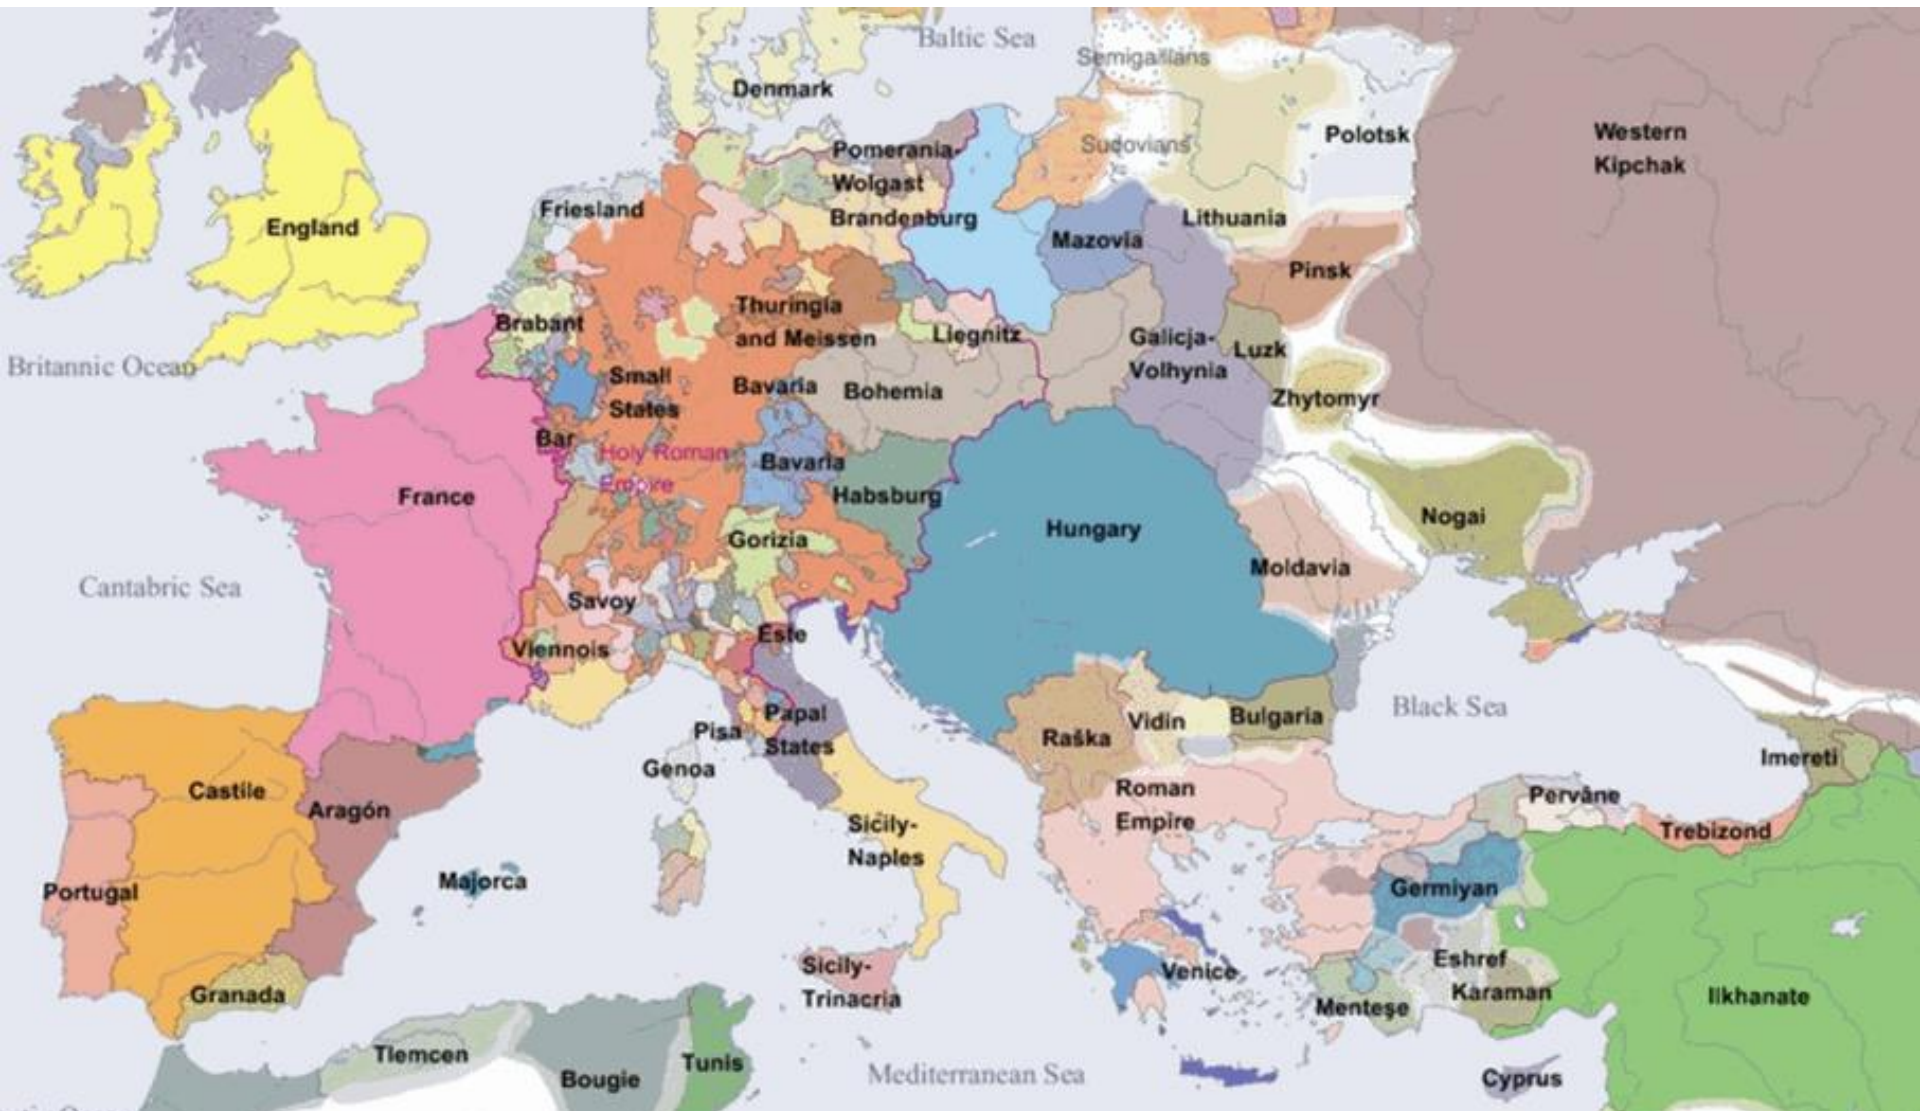 Baltic Sea
Semigallians
Denmark
Western
Kipchak
Polotsk
Sudovians
Pomerania-
Wolgast
Friesland
Brandenburg
Lithuania
England
Mazovia
Pinsk
Thuringia
and Meissen
Brabant
Liegnitz
Galicja-
Volhynia
Luzk
Britannic Ocean
Small
States
Bavaria
Bohemia
Zhytomyr
Bar
Holy Roman
Empire
Bavaria
France
Habsburg
Nogai
Hungary
Gorizia
Moldavia
Cantabric Sea
Savoy
Este
Viennois
Black Sea
Papal
States
Pisa
Vidin
Bulgaria
Raška
Imereti
Genoa
Castile
Aragón
Roman
Empire
Pervâne
Trebizond
Sicily-
Naples
Majorca
Portugal
Germiyan
Eshref
Sicily-
Trinacria
Venice
Granada
Karaman
Menteşe
Ilkhanate
Tlemcen
Tunis
Bougie
Mediterranean Sea
Cyprus